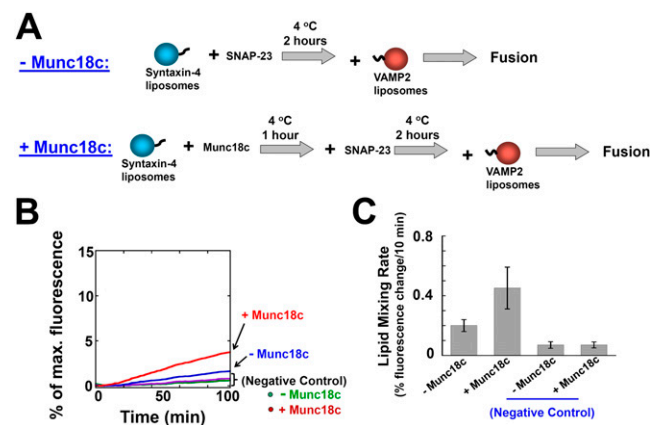 A
- Munc18c:
Syntaxin-4
liposomes
+ SNAP-23
4 °C
2 hours
+
VAMP2
liposomes
Fusion
+ Munc18c:
Syntaxin-4
liposomes
+ Munc18c
4 °C
1 hour
+ SNAP-23
4 °C
2 hours
+
VAMP2
liposomes
Fusion
B
% of max. fluorescence
15
10
5
0
0
50
100
Time (min)
+ Munc18c
- Munc18c
(Negative Control)
- Munc18c
+ Munc18c
C
Lipid Mixing Rate
(% fluorescence change/10 min)
0.8
0.4
0
- Munc18c
+ Munc18c
- Munc18c
+ Munc18c
(Negative Control)